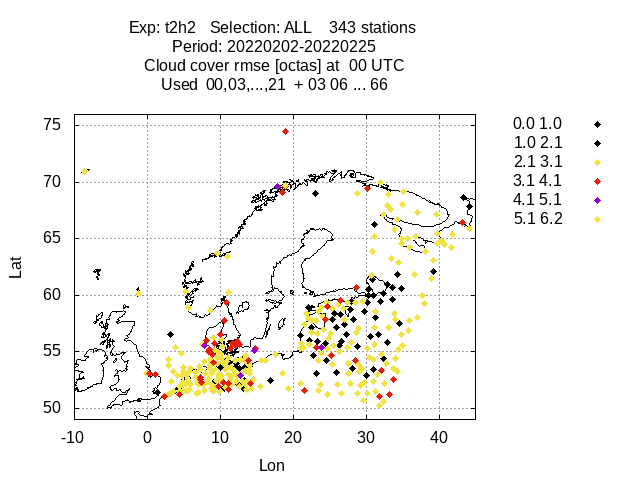 Exp: t2h2 Selection: ALL 343 stations
Period: 20220202-20220225
Cloud cover rmse [octas] at 00 UTC
Used 00,03,...,21 + 03 06 ... 66
0.0 1.0
1.0 2.1
2.1 3.1
3.1 4.1
4.1 5.1
5.1 6.2
75
70
65
60
55
50
Lat
-10 0 10 20 30 40
Lon